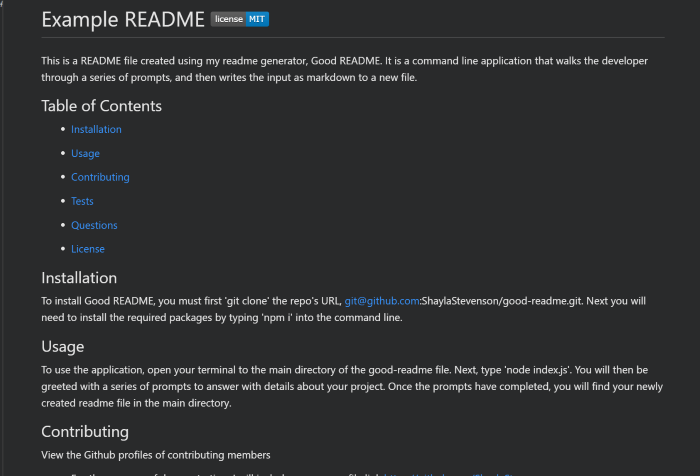 Example README license MIT
This is a README file created using my readme generator, Good README. It is a command line application that walks the developer
through a series of prompts, and then writes the input as markdown to a new file.
Table of Contents
Installation
Usage
Contributing
Tests
Questions
License
Installation
To install Good README, you must first 'git clone' the repo's URL, git@github.com:ShaylaStevenson/good-readme.git. Next you will
need to install the required packages by typing 'npm i' into the command line.
Usage
To use the application, open your terminal to the main directory of the good-readme file. Next, type 'node index.js'. You will then be
greeted with a series of prompts to answer with details about your project. Once the prompts have completed, you will find your newly
created readme file in the main directory.
Contributing
View the Github profiles of contributing members